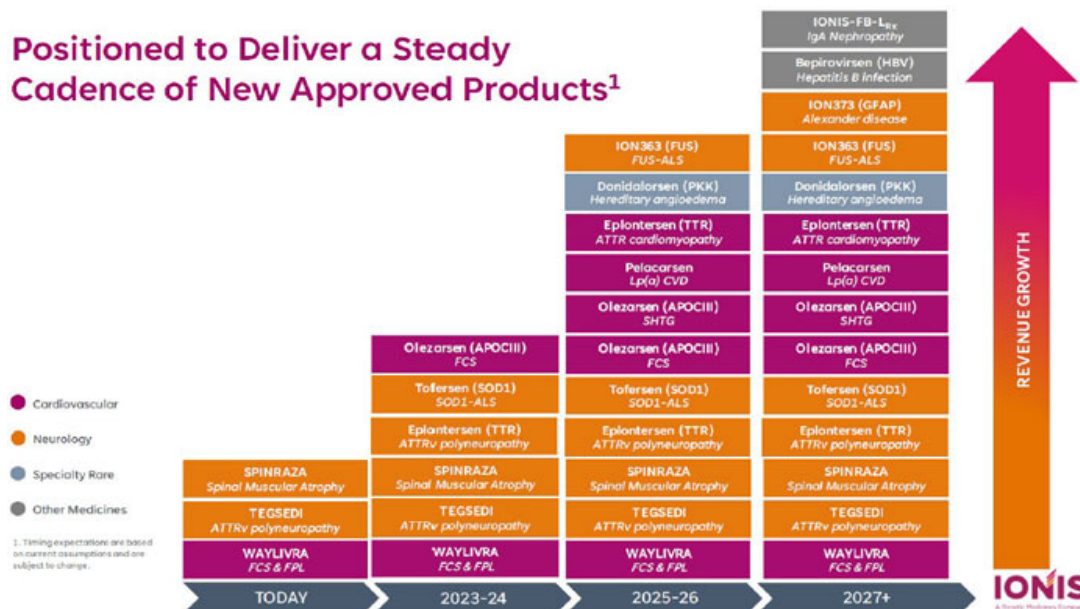 Positioned to Deliver a Steady
Cadence of New Approved Products¹
Cardiovascular
Neurology
Specialty Rare
Other Medicines
1. Timing expectations are based
on current assumptions and are
subject to change.
SPINRAZA
Spinal Muscular Atrophy
TEGSEDI
ATTRv polyneuropathy
WAYLIVRA
FCS & FPL
TODAY
Olezarsen (APOCIII)
FCS
Tofersen (SOD1)
SOD1-ALS
Eplontersen (TTR)
ATTRv polyneuropathy
SPINRAZA
Spinal Muscular Atrophy
TEGSEDI
ATTRv polyneuropathy
WAYLIVRA
FCS & FPL
2023-24
ION363 (FUS)
FUS-ALS
Donidalorsen (PKK)
Hereditary angioedema
Eplontersen (TTR)
ATTR cardiomyopathy
Pelacarsen
Lp(a) CVD
Olezarsen (APOCIII)
SHTG
Olezarsen (APOCIII)
FCS
Tofersen (SOD1)
SOD1-ALS
Eplontersen (TTR)
ATTRv polyneuropathy
SPINRAZA
Spinal Muscular Atrophy
TEGSEDI
ATTRv polyneuropathy
WAYLIVRA
FCS & FPL
2025-26
IONIS-FB-LRx
IgA Nephropathy
Bepirovirsen (HBV)
Hepatitis B infection
ION373 (GFAP)
Alexander disease
ION363 (FUS)
FUS-ALS
Donidalorsen (PKK)
Hereditary angioedema
Eplontersen (TTR)
ATTR cardiomyopathy
Pelacarsen
Lp(a) CVD
Olezarsen (APOCIII)
SHTG
Olezarsen (APOCIII)
FCS
Tofersen (SOD1)
SOD1-ALS
Eplontersen (TTR)
ATTRv polyneuropathy
SPINRAZA
Spinal Muscular Atrophy
TEGSEDI
ATTRv polyneuropathy
WAYLIVRA
FCS & FPL
2027+
REVENUE GROWTH
IONIS